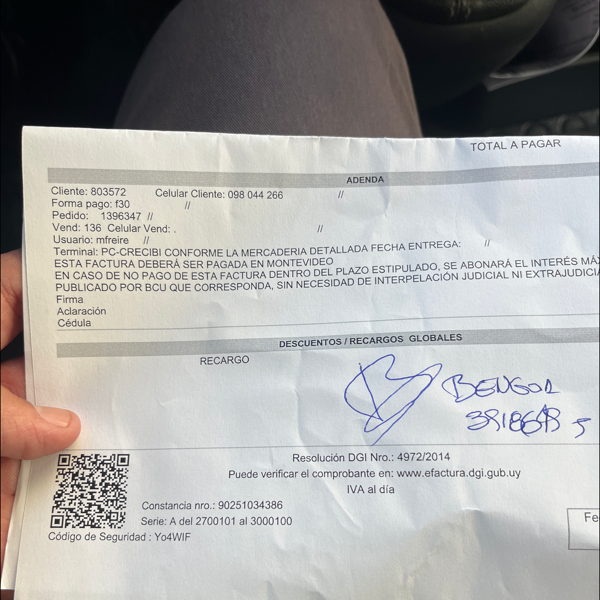 TOTAL A PAGAR
ADENDA
Cliente: 803572 Celular Cliente: 098 044 266 //
Forma pago: f30 //
Pedido: 1396347 //
Vend: 136 Celular Vend: . //
Usuario: mfreire //
Terminal: PC-CRECIBI CONFORME LA MERCADERIA DETALLADA FECHA ENTREGA: //
ESTA FACTURA DEBERÁ SER PAGADA EN MONTEVIDEO
EN CASO DE NO PAGO DE ESTA FACTURA DENTRO DEL PLAZO ESTIPULADO, SE ABONARÁ EL INTERÉS MÁX
PUBLICADO POR BCU QUE CORRESPONDA, SIN NECESIDAD DE INTERPELACIÓN JUDICIAL NI EXTRAJUDICIA
Firma
Aclaración
Cédula
DESCUENTOS / RECARGOS GLOBALES
RECARGO
BENGOA
Resolución DGI Nro.: 4972/2014
Puede verificar el comprobante en: www.efactura.dgi.gub.uy
IVA al día
Constancia nro.: 90251034386
Serie: A del 2700101 al 3000100
Fe
Código de Seguridad : Yo4WIF